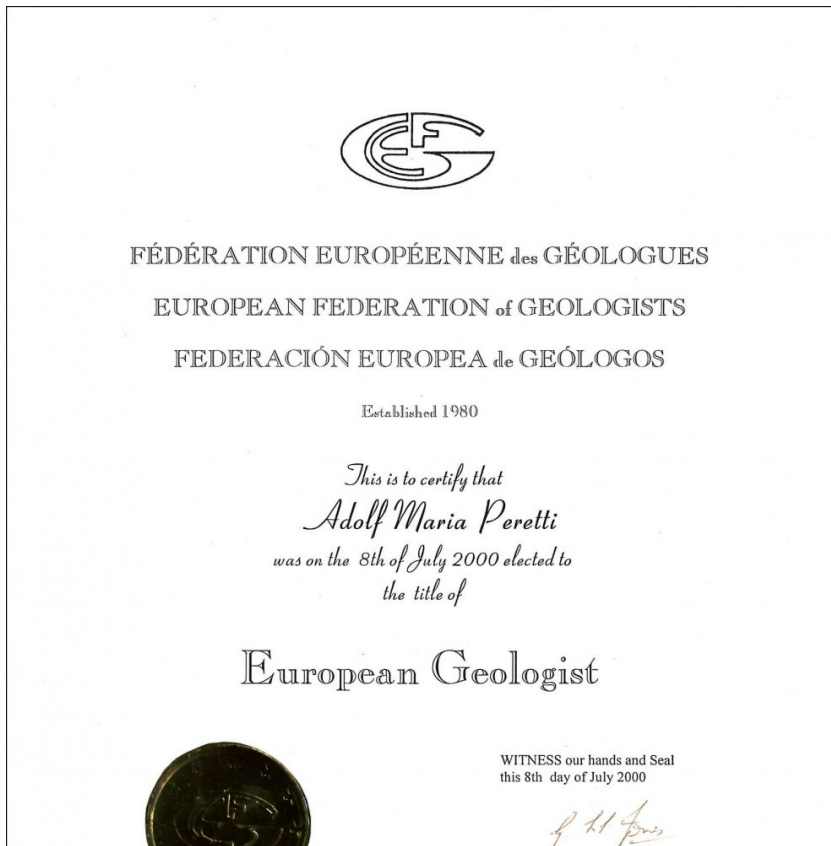 FÉDÉRATION EUROPÉENNE des GÉOLOGUES
EUROPEAN FEDERATION of GEOLOGISTS
FEDERACIÓN EUROPEA de GEÓLOGOS
Established 1980
This is to certify that
Adolf Maria Peretti
was on the 8th of July 2000 elected to
the title of
European Geologist
WITNESS our hands and Seal
this 8th day of July 2000